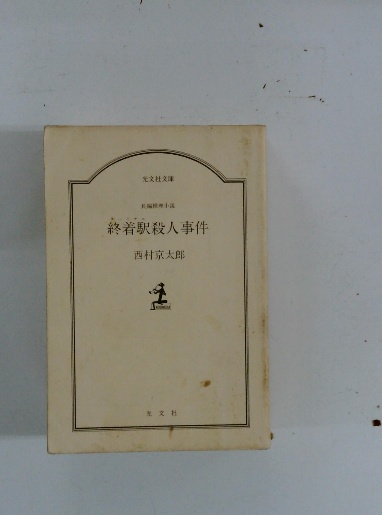 光文社文庫
長編推理小説
終着駅殺人事件
西村京太郎
光文社